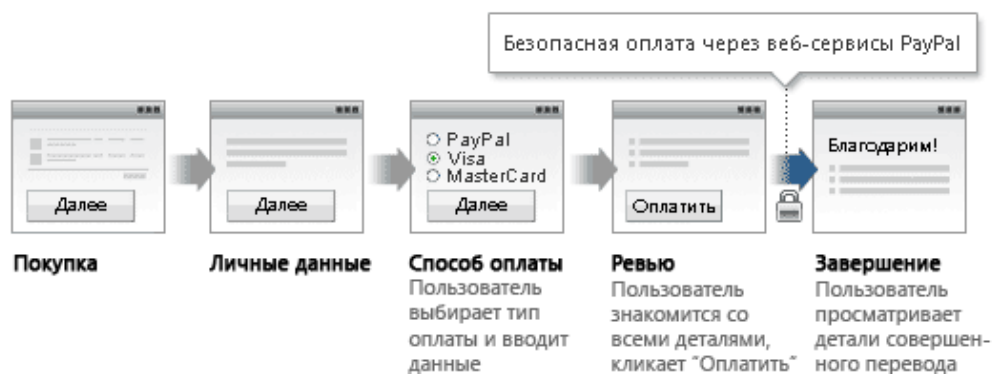 Безопасная оплата через веб-сервисы PayPal
Далее
Далее
PayPal
Visa
MasterCard
Далее
Оплатить
Благодарим!
Покупка
Личные данные
Способ оплаты
Пользователь
выбирает тип
оплаты и вводит
данные
Ревью
Пользователь
знакомится со
всеми деталями,
кликает "Оплатить"
Завершение
Пользователь
просматривает
детали совершен-
ного перевода